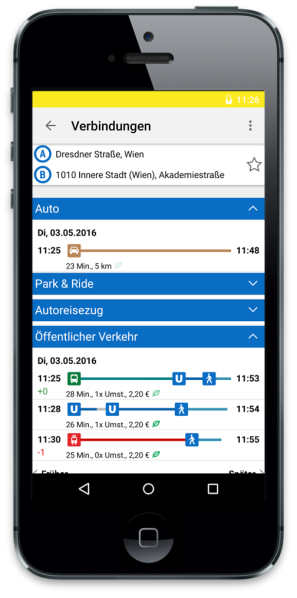 11:26
Verbindungen
A Dresdner Straße, Wien
B 1010 Innere Stadt (Wien), Akademiestraße
Auto
Di, 03.05.2016
11:25 11:48
23 Min., 5 km
Park & Ride
Autoreisezug
Öffentlicher Verkehr
Di, 03.05.2016
11:25 U 11:53
+0 28 Min., 1x Umst., 2,20 €
11:28 U U 11:54
26 Min., 1x Umst., 2,20 €
11:30 11:55
-1 25 Min., 0x Umst., 2,20 €
Früher Später